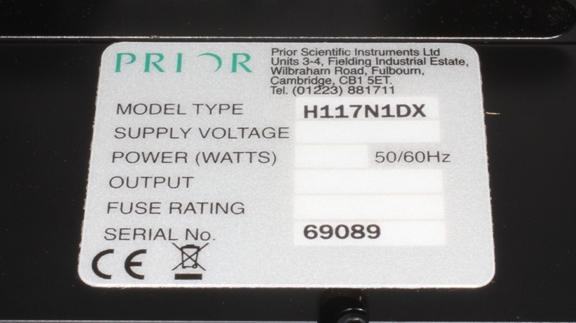 PRIOR
Prior Scientific Instruments Ltd
Units 3-4, Fielding Industrial Estate,
Wilbraham Road, Fulbourn,
Cambridge, CB1 5ET.
Tel. (01223) 881711
MODEL TYPE H117N1DX
SUPPLY VOLTAGE
POWER (WATTS) 50/60Hz
OUTPUT
FUSE RATING
SERIAL No. 69089
CE